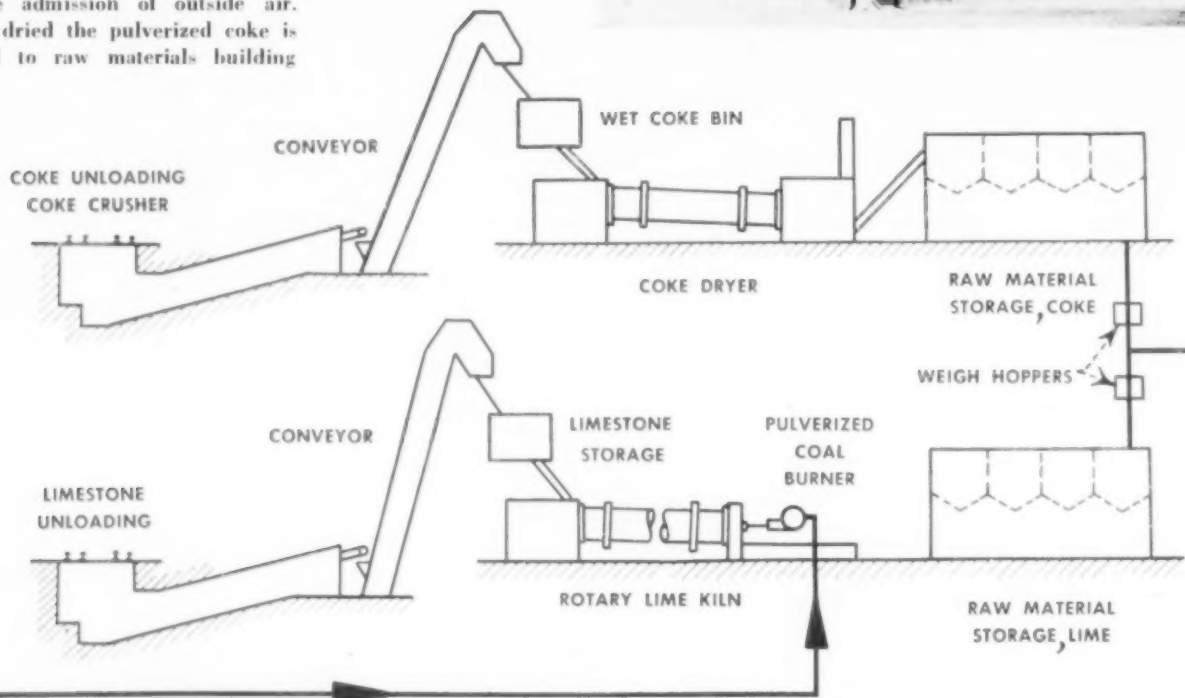 admission of outside air.
dried the pulverized coke is
to raw materials building
CONVEYOR
WET COKE BIN
COKE UNLOADING
COKE CRUSHER
COKE DRYER
RAW MATERIAL
STORAGE, COKE
WEIGH HOPPERS
CONVEYOR
LIMESTONE
STORAGE
PULVERIZED
COAL
BURNER
LIMESTONE
UNLOADING
ROTARY LIME KILN
RAW MATERIAL
STORAGE, LIME